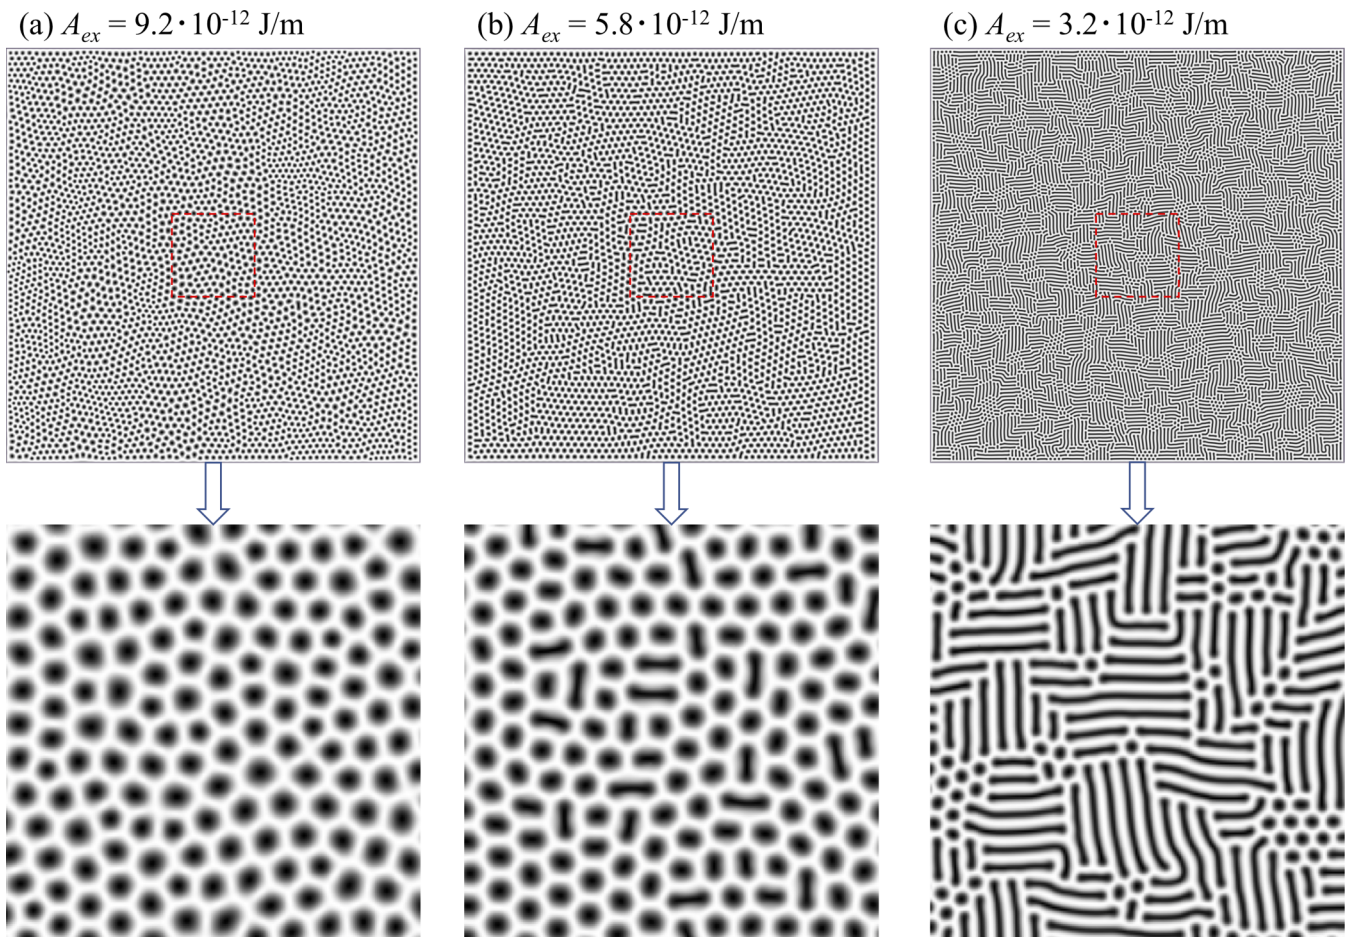 (a) Aₑₓ = 9.2·10⁻¹² J/m
(b) Aₑₓ = 5.8·10⁻¹² J/m
(c) Aₑₓ = 3.2·10⁻¹² J/m